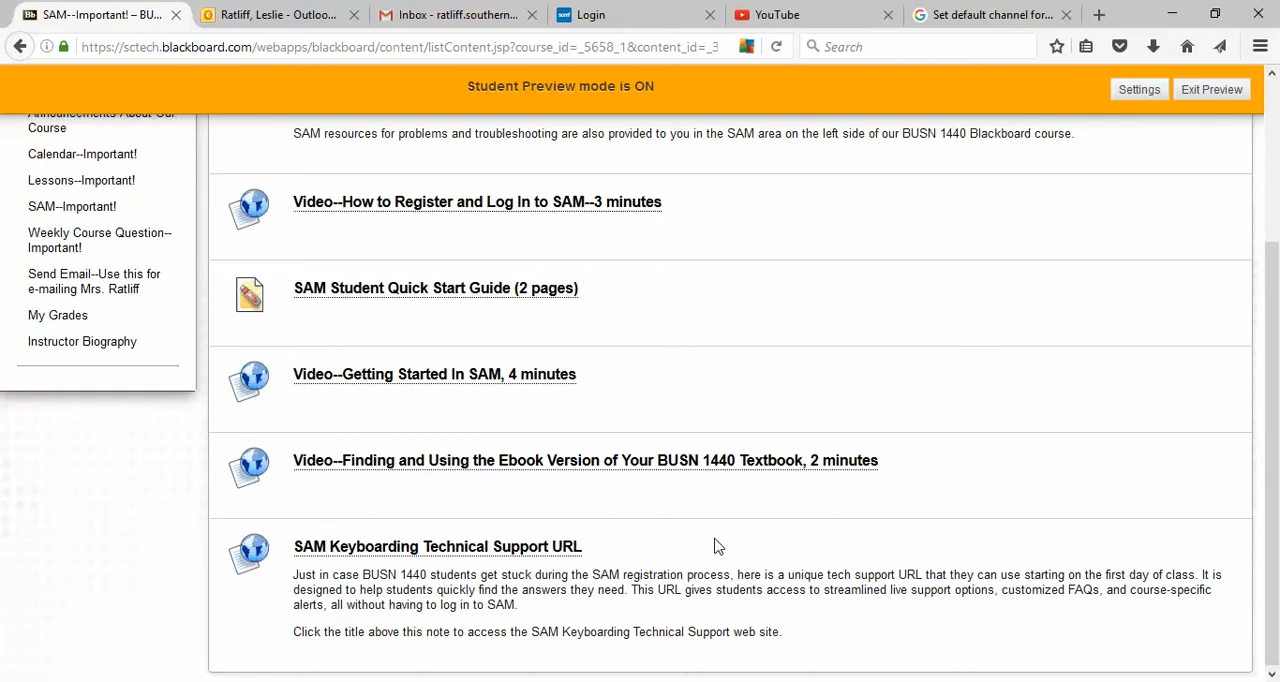 SAM--Important! – BU...
Ratliff, Leslie - Outloo...
Inbox - ratliff.southern...
Login
YouTube
Set default channel for...
https://sctech.blackboard.com/webapps/blackboard/content/listContent.jsp?course_id=_5658_1&content_id=_3
Search
Student Preview mode is ON
Settings
Exit Preview
Announcements About Our
Course
Calendar--Important!
Lessons--Important!
SAM--Important!
Weekly Course Question--
Important!
Send Email--Use this for
e-mailing Mrs. Ratliff
My Grades
Instructor Biography
SAM resources for problems and troubleshooting are also provided to you in the SAM area on the left side of our BUSN 1440 Blackboard course.
Video--How to Register and Log In to SAM--3 minutes
SAM Student Quick Start Guide (2 pages)
Video--Getting Started In SAM, 4 minutes
Video--Finding and Using the Ebook Version of Your BUSN 1440 Textbook, 2 minutes
SAM Keyboarding Technical Support URL
Just in case BUSN 1440 students get stuck during the SAM registration process, here is a unique tech support URL that they can use starting on the first day of class. It is
designed to help students quickly find the answers they need. This URL gives students access to streamlined live support options, customized FAQs, and course-specific
alerts, all without having to log in to SAM.
Click the title above this note to access the SAM Keyboarding Technical Support web site.